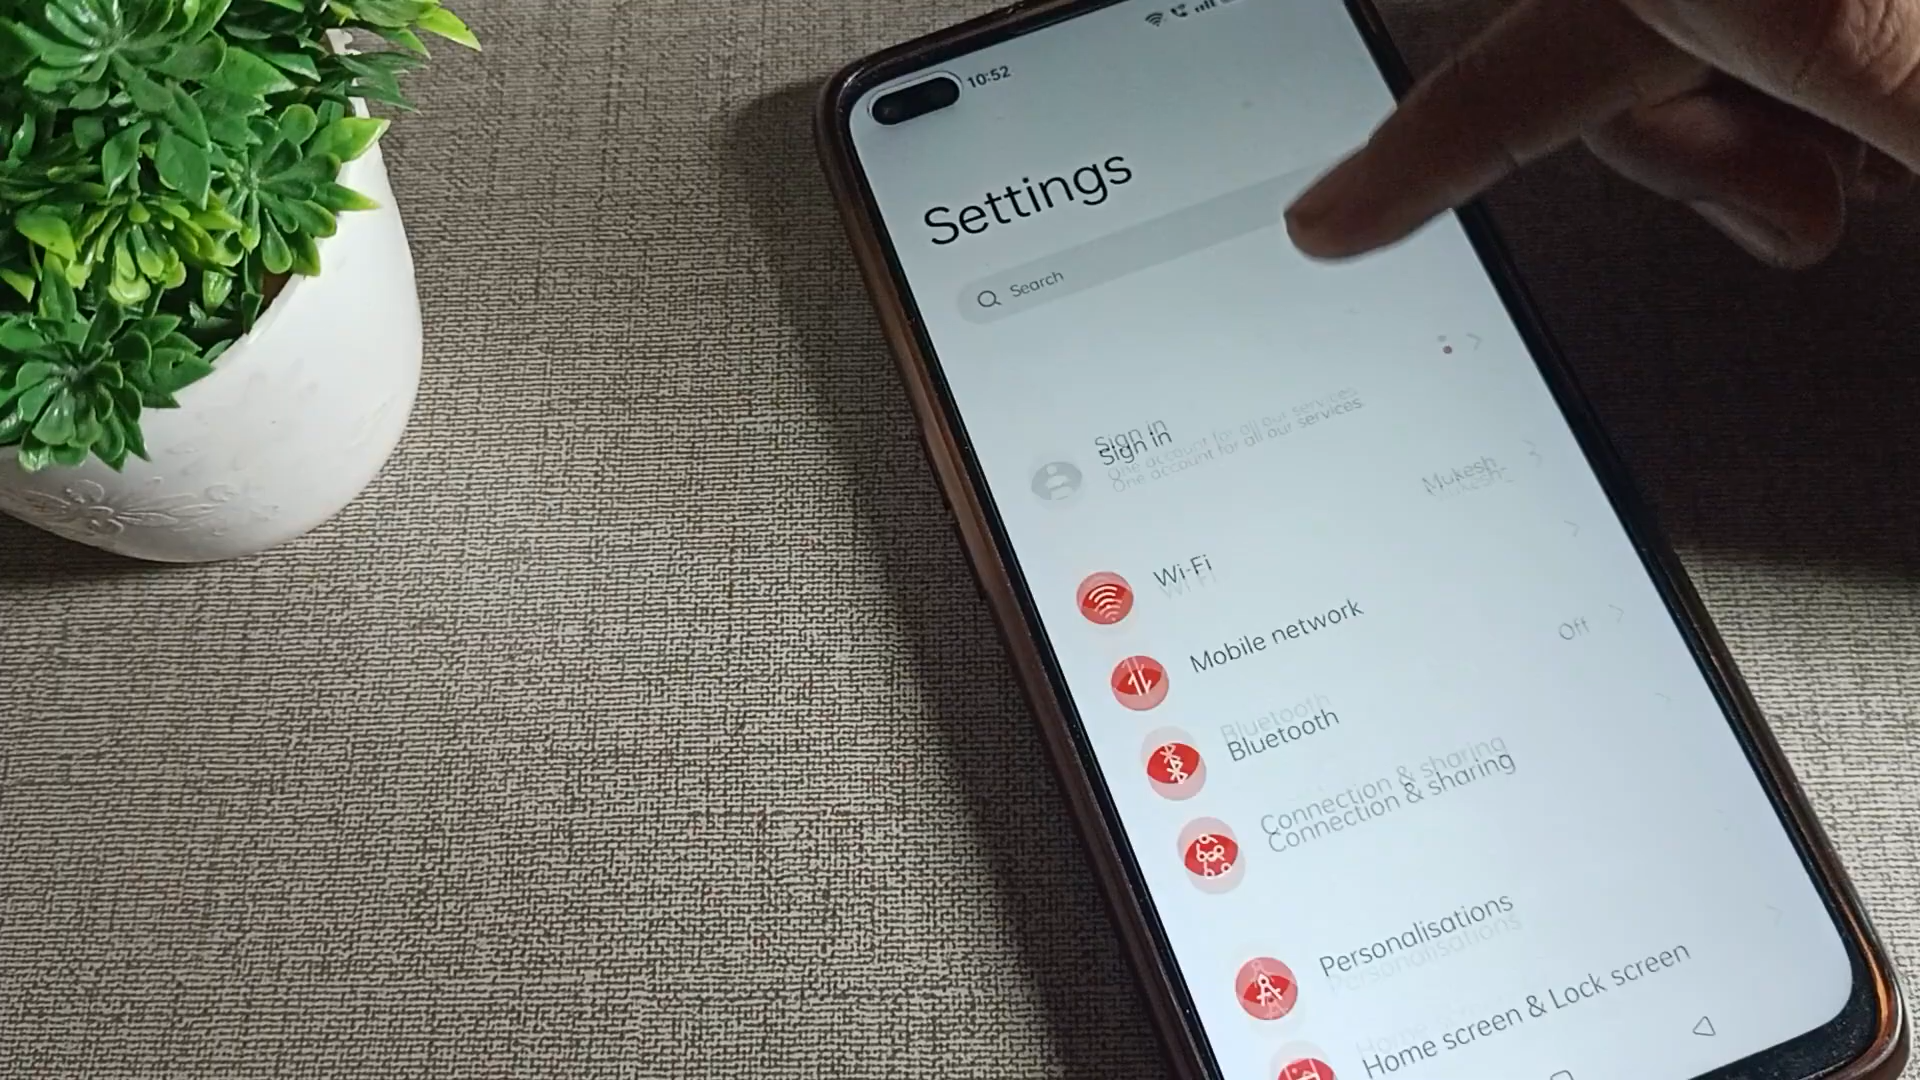 10:52
Settings
Search
Sign in
One account for all our services
Wi-Fi
Mukesh
Mobile network
Bluetooth
Off
Connection & sharing
Personalisations
Home screen & Lock screen